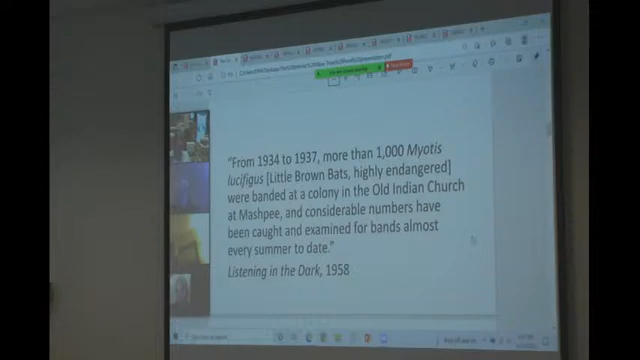 "From 1934 to 1937, more than 1,000 Myotis
lucifigus [Little Brown Bats, highly endangered]
were banded at a colony in the Old Indian Church
at Mashpee, and considerable numbers have
been caught and examined for bands almost
every summer to date."
Listening in the Dark, 1958